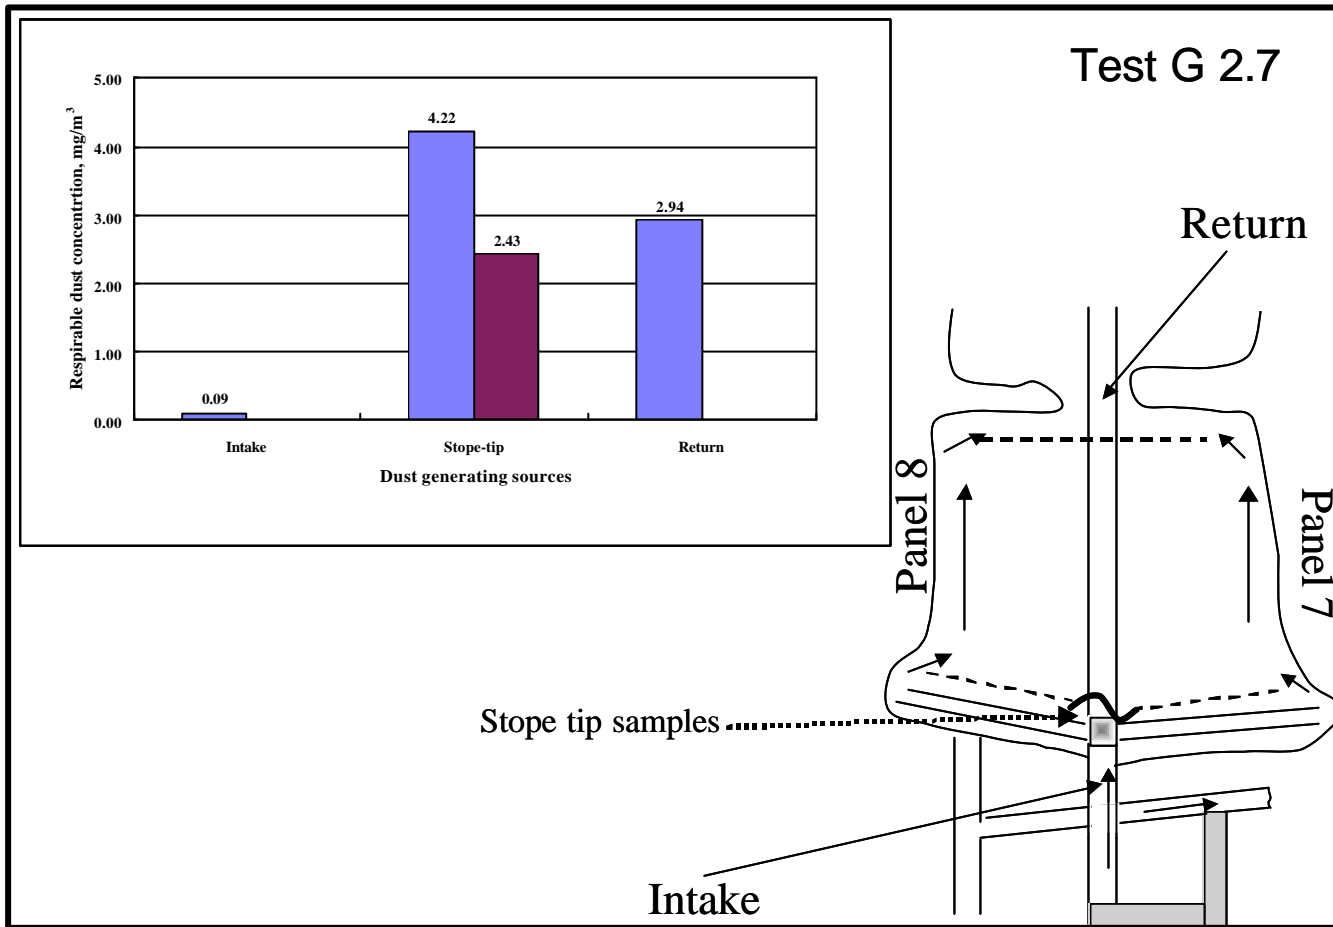 Test G 2.7
5.00
4.00
3.00
2.00
1.00
0.00
Respirable dust concentrtion, mg/m³
4.22
2.94
2.43
0.09
Intake
Stope-tip
Return
Dust generating sources
Return
Panel 8
Panel 7
Stope tip samples
Intake